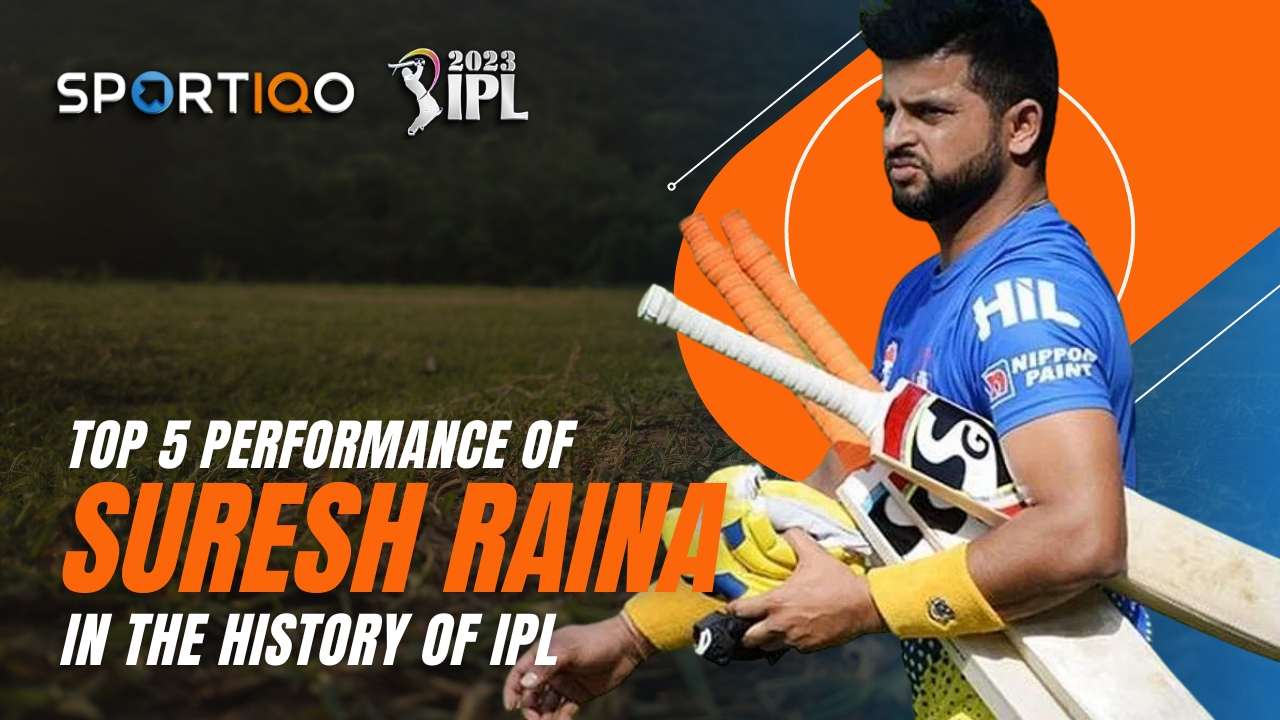 SPORTIQO
2023
IPL
TOP 5 PERFORMANCE OF
SURESH RAINA
IN THE HISTORY OF IPL
HIL
NIPPON
PAINT
SG